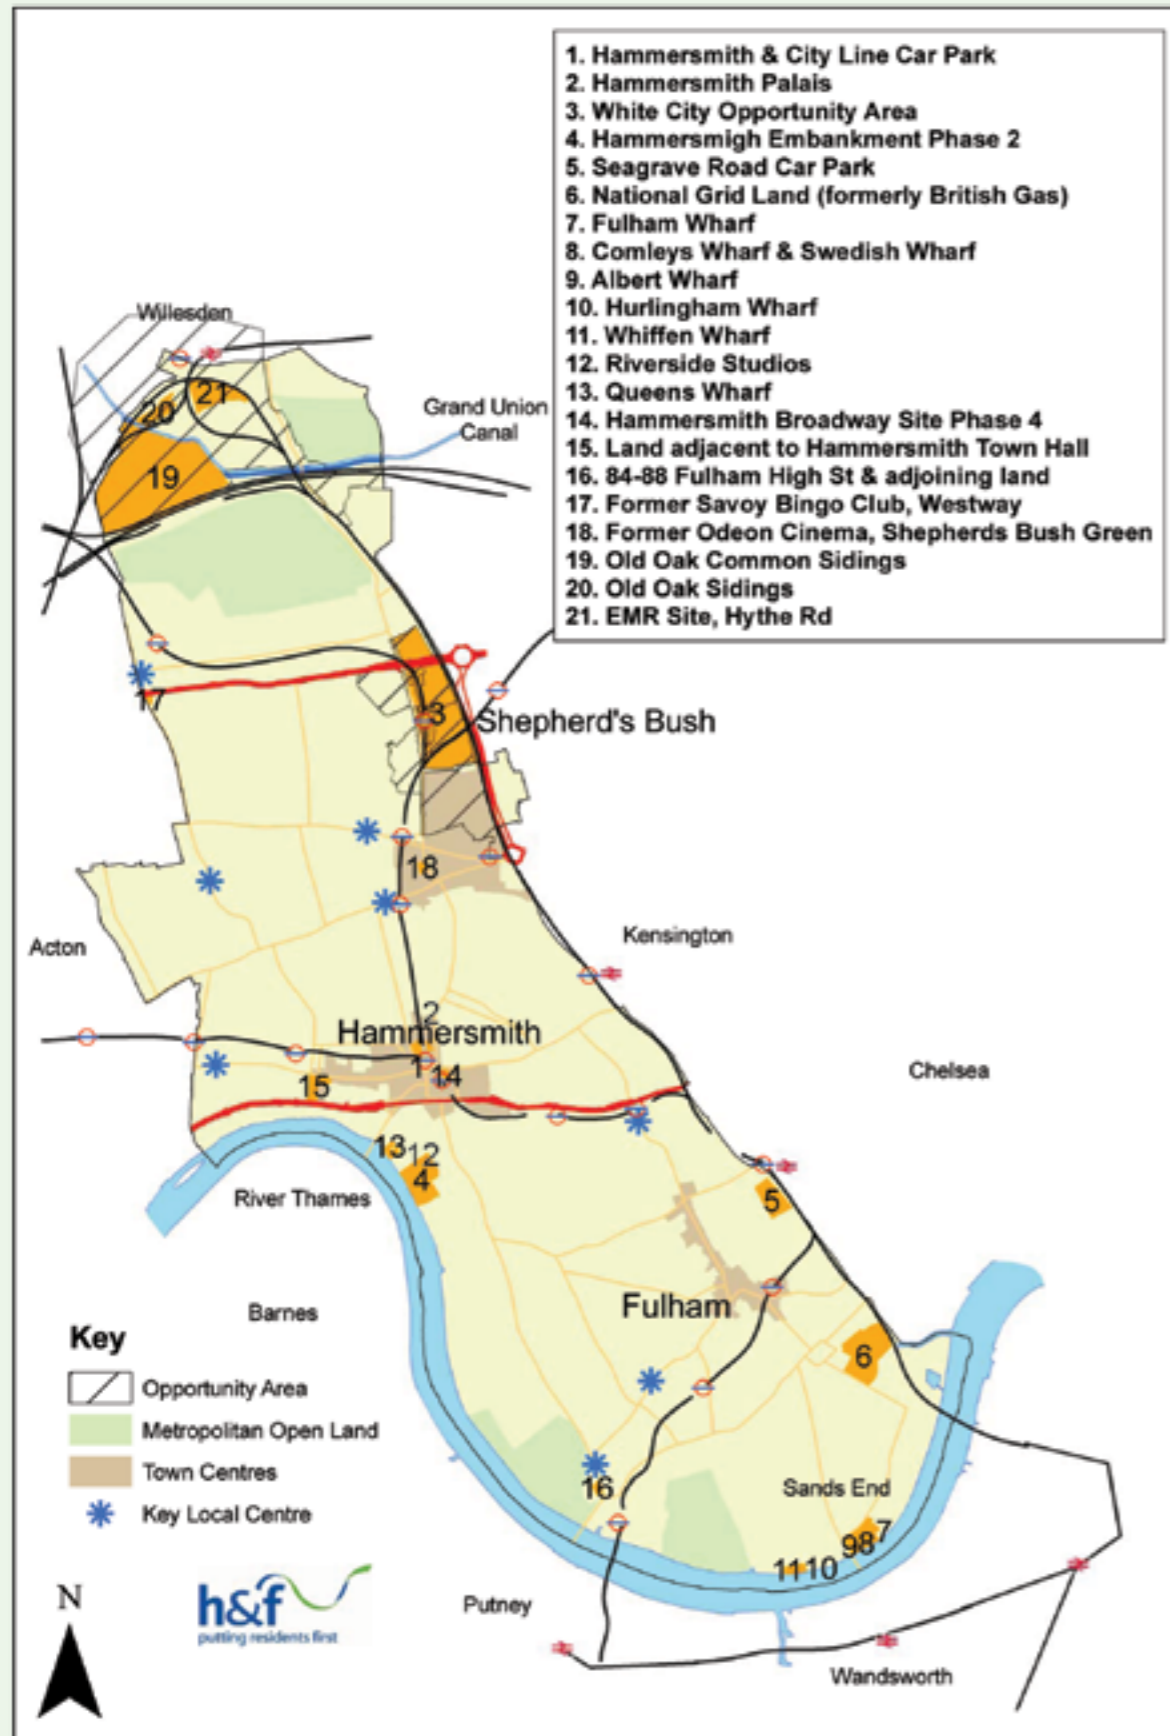 1. Hammersmith & City Line Car Park
2. Hammersmith Palais
3. White City Opportunity Area
4. Hammersmigh Embankment Phase 2
5. Seagrave Road Car Park
6. National Grid Land (formerly British Gas)
7. Fulham Wharf
8. Comleys Wharf & Swedish Wharf
9. Albert Wharf
10. Hurlingham Wharf
11. Whiffen Wharf
12. Riverside Studios
13. Queens Wharf
14. Hammersmith Broadway Site Phase 4
15. Land adjacent to Hammersmith Town Hall
16. 84-88 Fulham High St & adjoining land
17. Former Savoy Bingo Club, Westway
18. Former Odeon Cinema, Shepherds Bush Green
19. Old Oak Common Sidings
20. Old Oak Sidings
21. EMR Site, Hythe Rd
Willesden
21
20
Grand Union
Canal
19
17
3
Shepherd's Bush
18
Kensington
Acton
2
Hammersmith
1
14
15
Chelsea
13
12
4
River Thames
5
Barnes
Fulham
6
Key
Opportunity Area
Metropolitan Open Land
Town Centres
Key Local Centre
16
Sands End
7
98
1110
N
h&f
putting residents first
Putney
Wandsworth